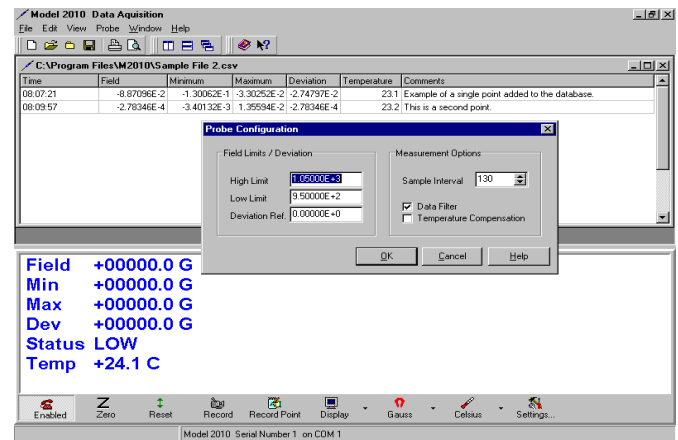 Model 2010 Data Aquisition
File Edit View Probe Window Help
C:\Program Files\M2010\Sample File 2.csv
Time Field Minimum Maximum Deviation Temperature Comments
08:07:21 -8.87096E-2 -1.30062E-1 -3.30252E-2 -2.74797E-2 23.1 Example of a single point added to the database.
08:09:57 -2.78346E-4 -3.40132E-3 1.35594E-2 -2.78346E-4 23.2 This is a second point.
Probe Configuration
Field Limits / Deviation
High Limit 1.05000E+3
Low Limit 9.50000E+2
Deviation Ref. 0.00000E+0
Measurement Options
Sample Interval 130
Data Filter
Temperature Compensation
OK Cancel Help
Field +00000.0 G
Min +00000.0 G
Max +00000.0 G
Dev +00000.0 G
Status LOW
Temp +24.1 C
Enabled Zero Reset Record Record Point Display Gauss Celsius Settings...
Model 2010 Serial Number 1 on COM 1